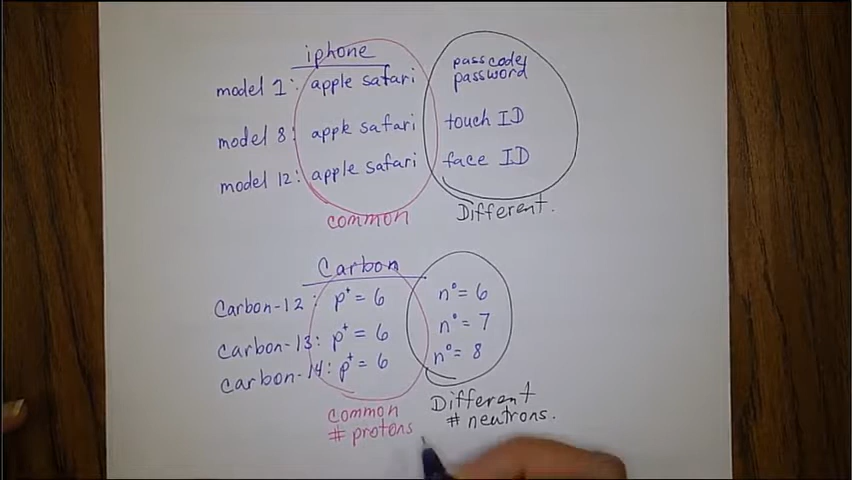 iphone
model 1: apple safari passcode,
password
model 8: apple safari touch ID
model 12: apple safari face ID
common Different.
Carbon
Carbon-12: p⁺ = 6 n° = 6
Carbon-13: p⁺ = 6 n° = 7
Carbon-14: p⁺ = 6 n° = 8
Common Different
# protons # neutrons.